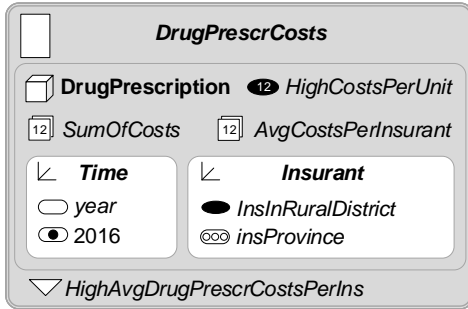 DrugPrescrCosts
DrugPrescription 12 HighCostsPerUnit
12 SumOfCosts 12 AvgCostsPerInsurant
Time Insurant
year InsInRuralDistrict
2016 insProvince
HighAvgDrugPrescrCostsPerIns